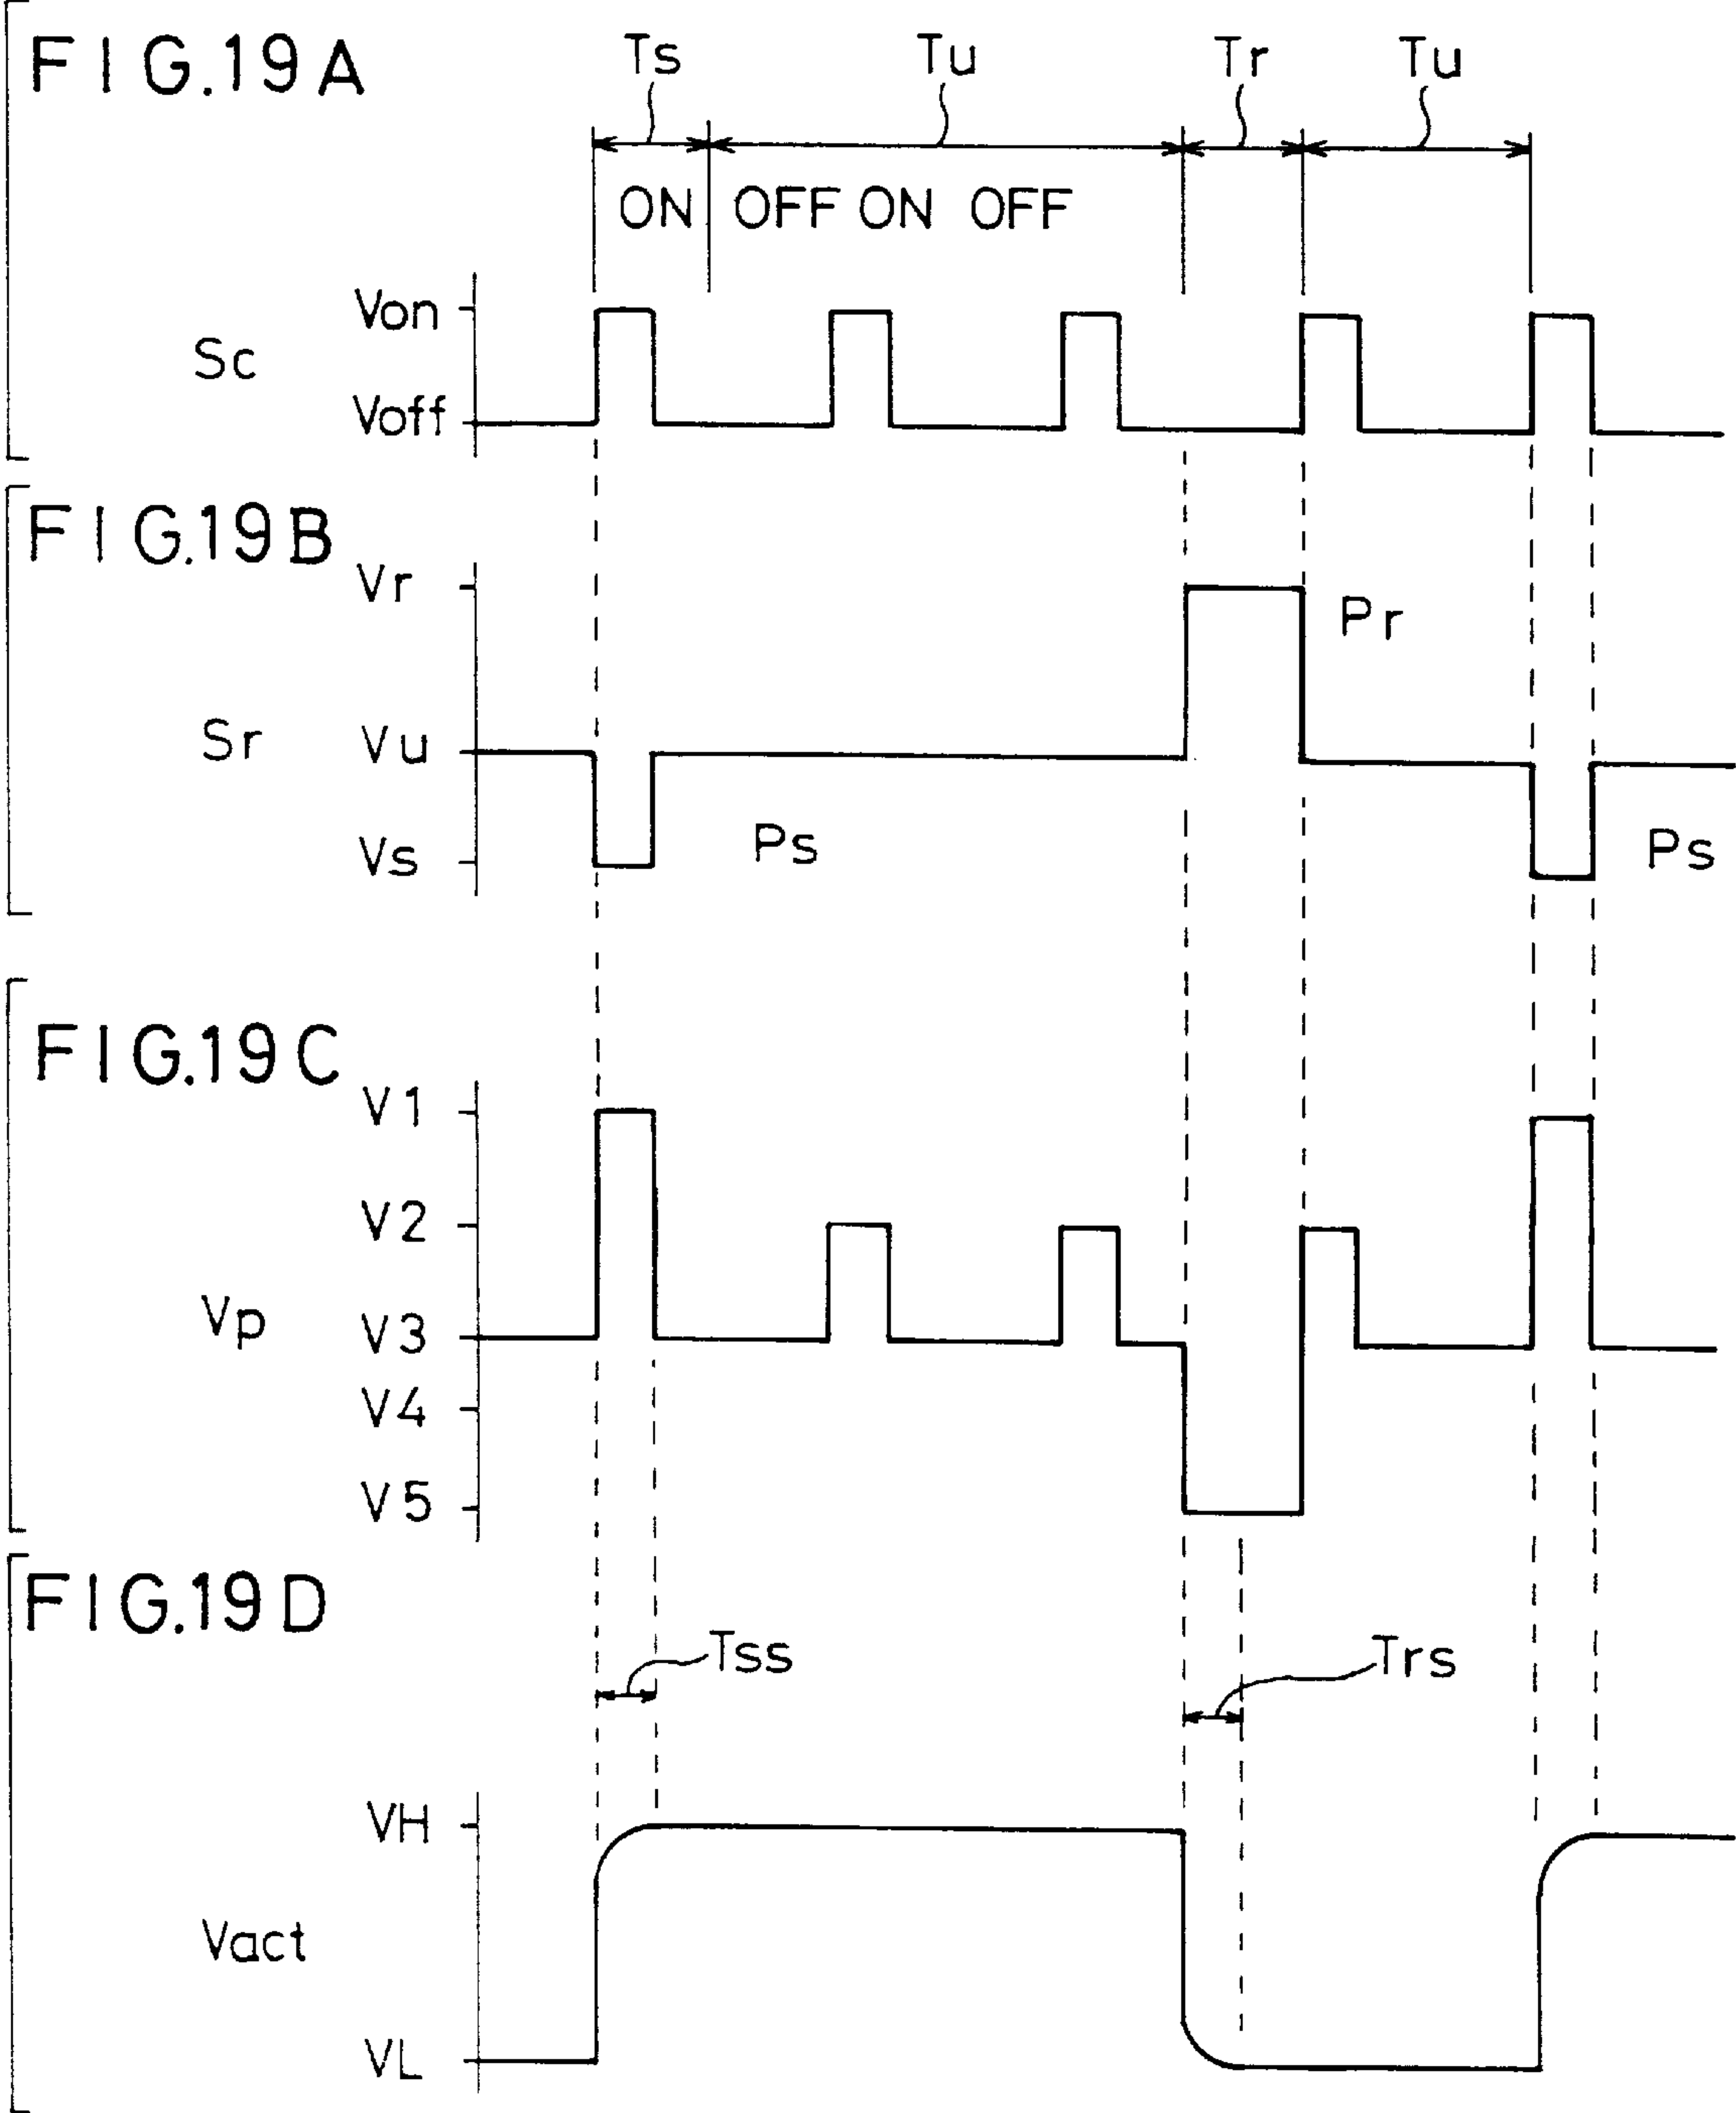 FIG.19A
Ts Tu Tr Tu
ON OFF ON OFF
Von
Sc
Voff
FIG.19B
Vr
Pr
Sr Vu
Vs Ps Ps
FIG.19C
V1
V2
Vp V3
V4
V5
FIG.19D
Tss Trs
VH
Vact
VL